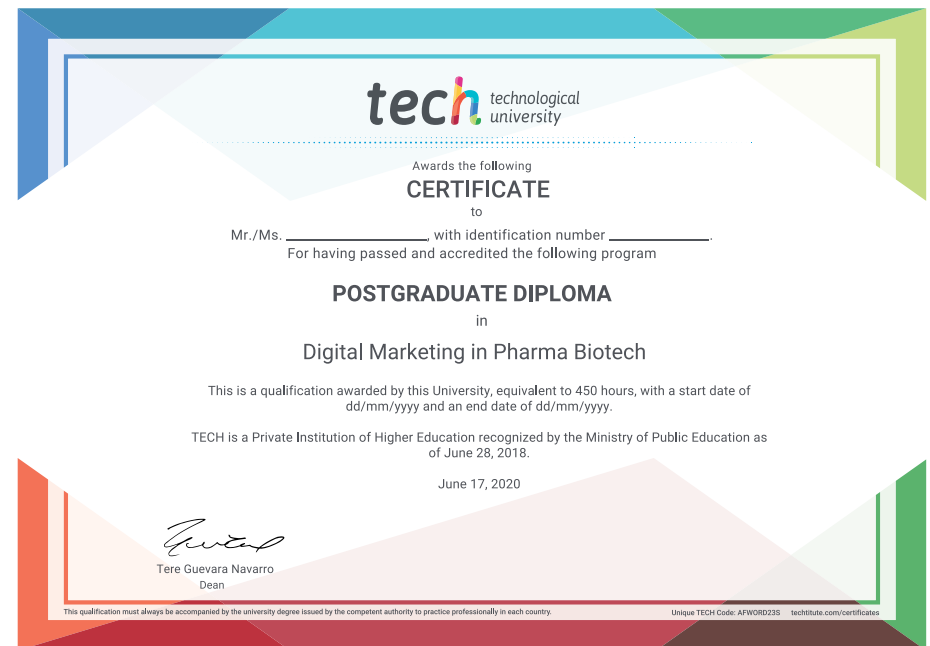 tech technological
university
Awards the following
CERTIFICATE
to
Mr./Ms. ____________, with identification number ____________.
For having passed and accredited the following program
POSTGRADUATE DIPLOMA
in
Digital Marketing in Pharma Biotech
This is a qualification awarded by this University, equivalent to 450 hours, with a start date of
dd/mm/yyyy and an end date of dd/mm/yyyy.
TECH is a Private Institution of Higher Education recognized by the Ministry of Public Education as
of June 28, 2018.
June 17, 2020
Tere Guevara Navarro
Dean
This qualification must always be accompanied by the university degree issued by the competent authority to practice professionally in each country.
Unique TECH Code: AFWORD23S techtitute.com/certificates